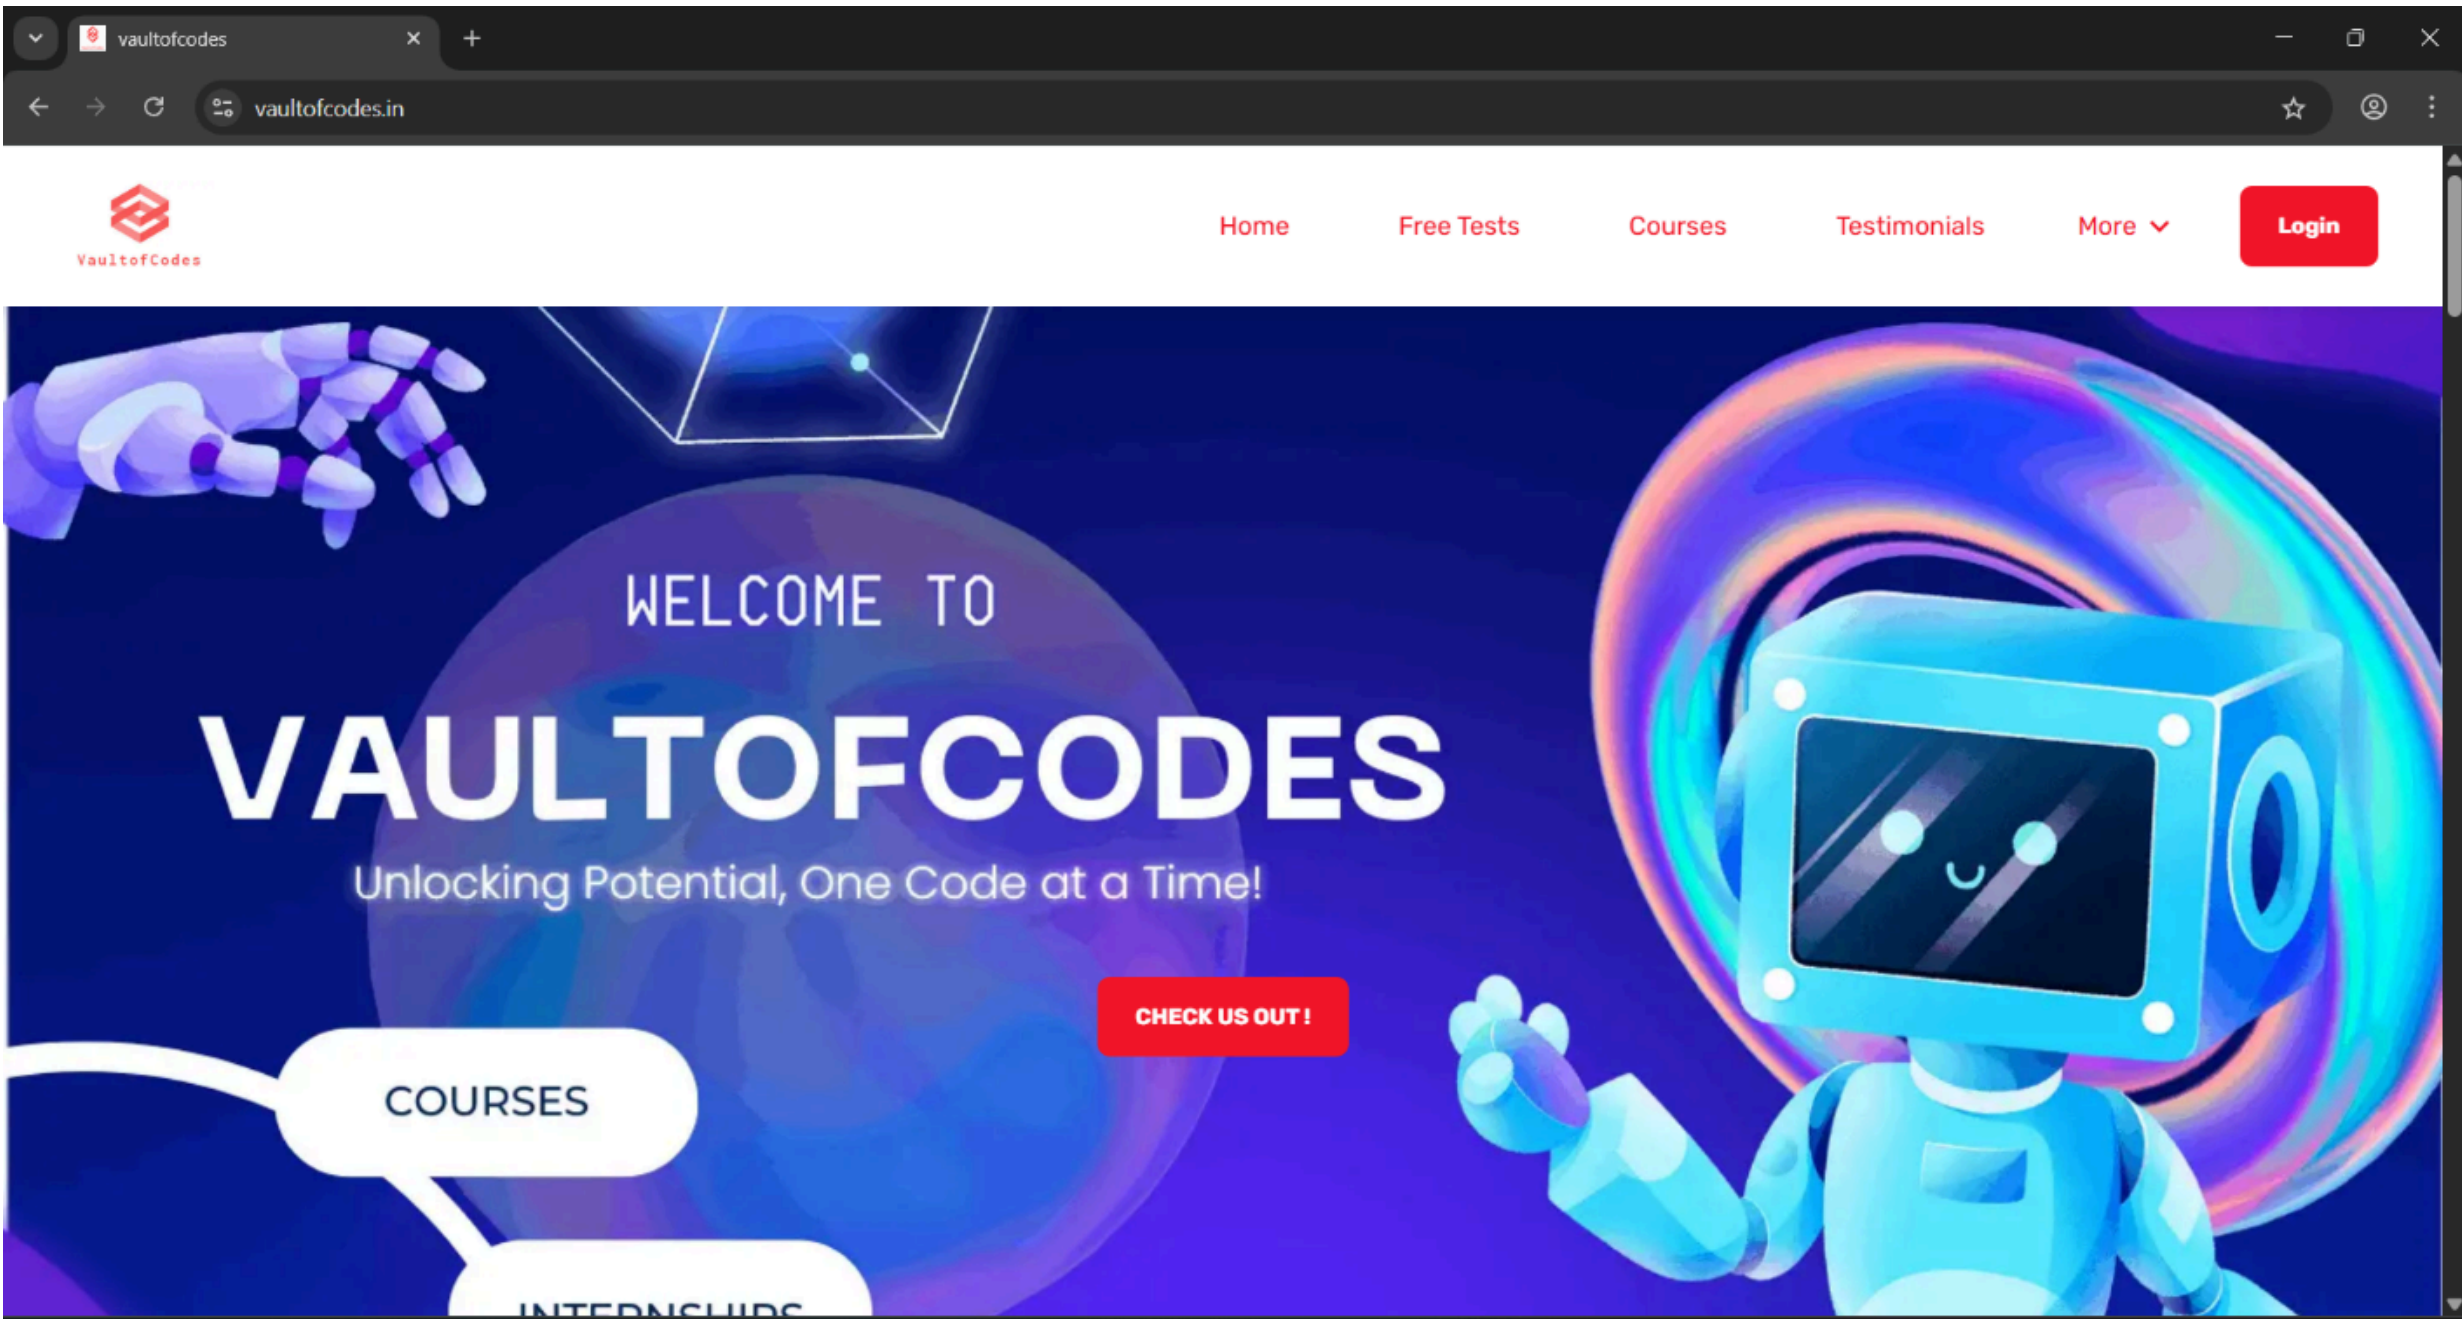 vaultofcodes
vaultofcodes.in
VaultofCodes
Home
Free Tests
Courses
Testimonials
More
Login
WELCOME TO
VAULTOFCODES
Unlocking Potential, One Code at a Time!
CHECK US OUT!
COURSES
INTERNSHIPS